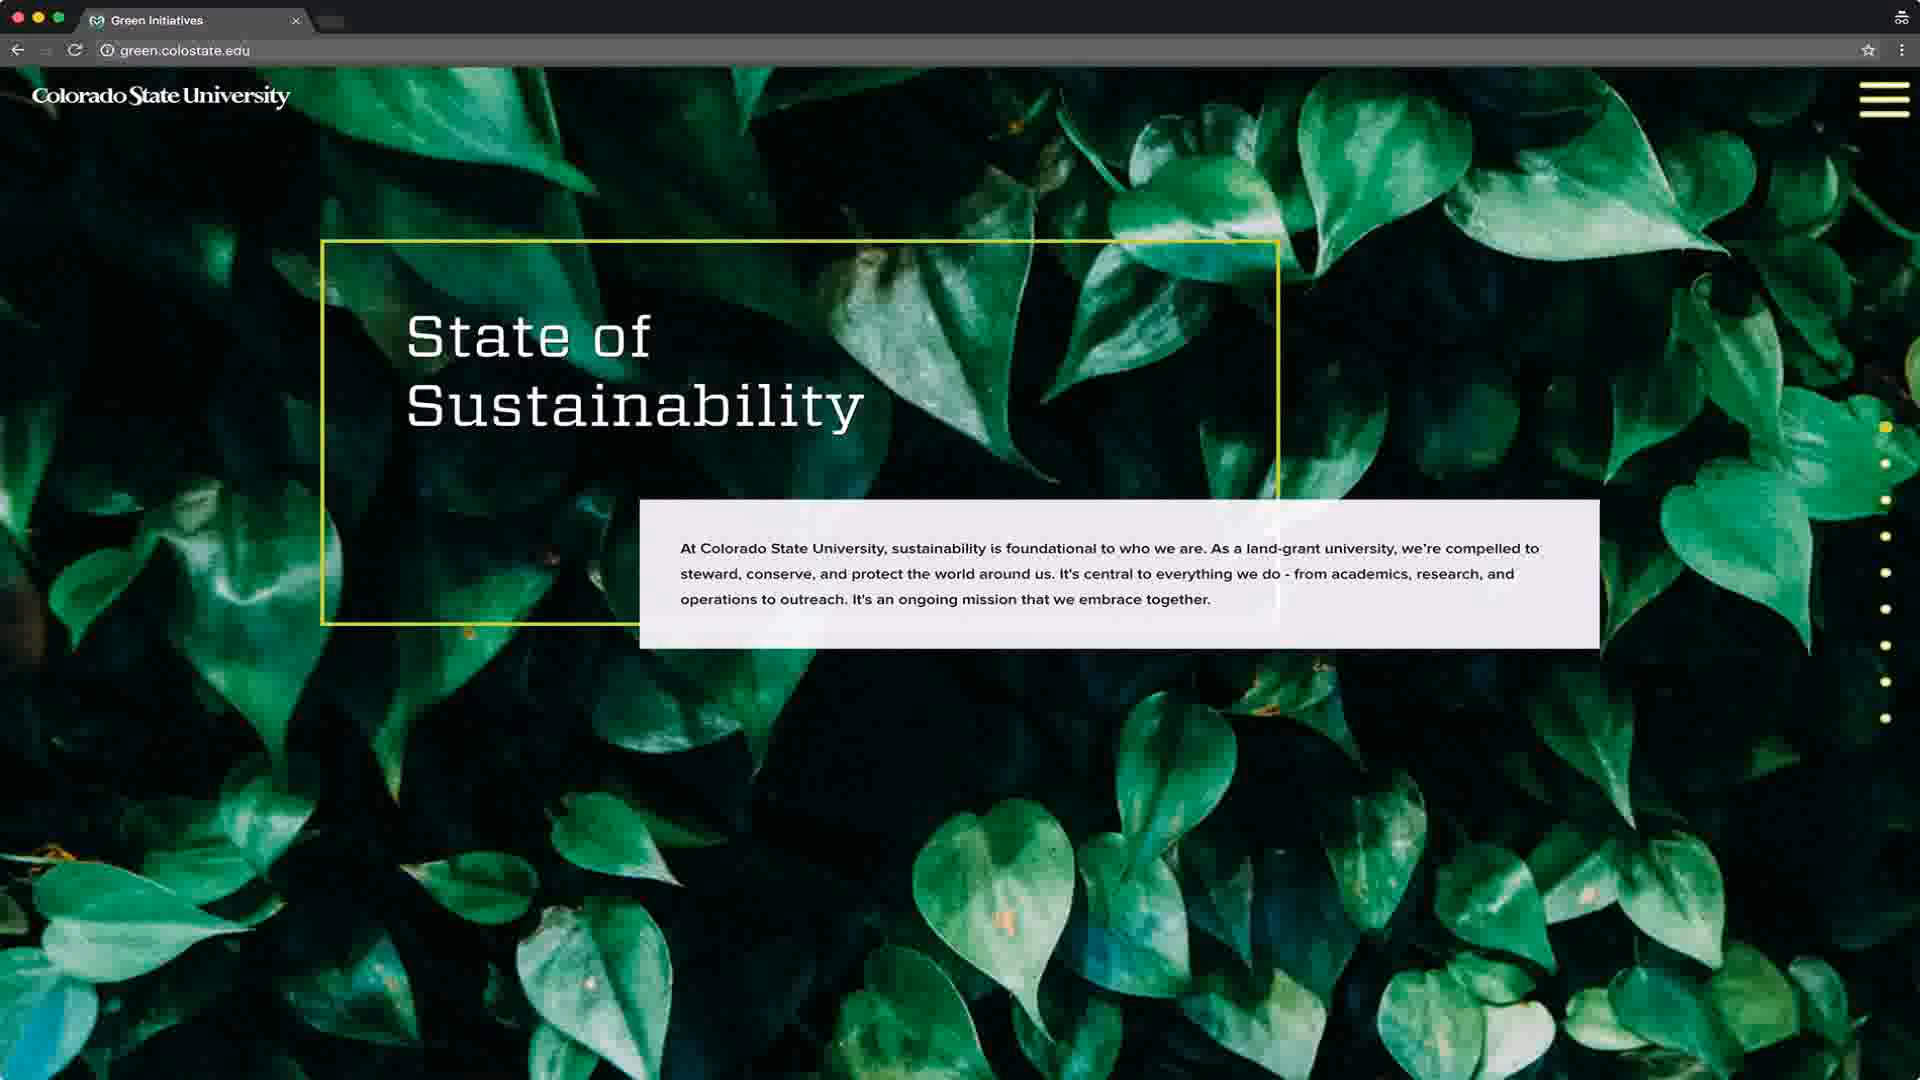 Green Initiatives
green.colostate.edu
Colorado State University
State of
Sustainability
At Colorado State University, sustainability is foundational to who we are. As a land-grant university, we're compelled to
steward, conserve, and protect the world around us. It's central to everything we do - from academics, research, and
operations to outreach. It's an ongoing mission that we embrace together.